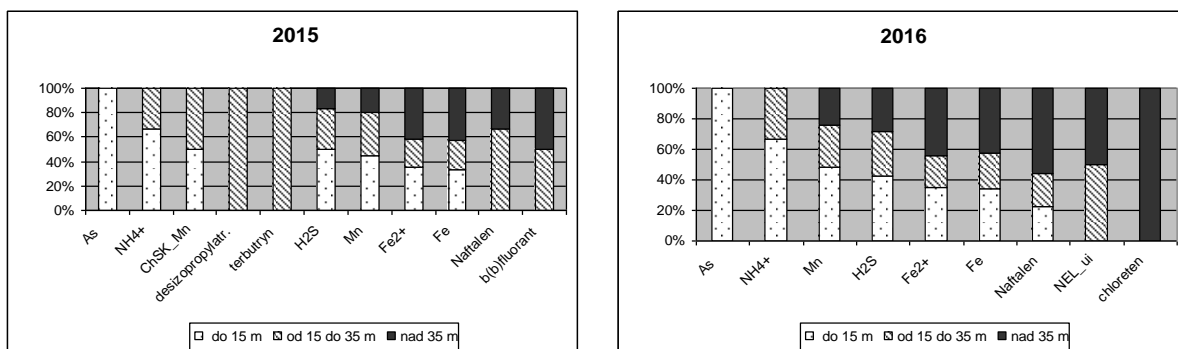 2015
100%
80%
60%
40%
20%
0%
As
NH4+
ChSK_Mn
desizopropylatr.
terbutryn
H2S
Mn
Fe2+
Fe
Naftalen
b(b)fluorant
do 15 m od 15 do 35 m nad 35 m
2016
100%
80%
60%
40%
20%
0%
As
NH4+
Mn
H2S
Fe2+
Fe
Naftalen
NEL_ui
chloreten
do 15 m od 15 do 35 m nad 35 m